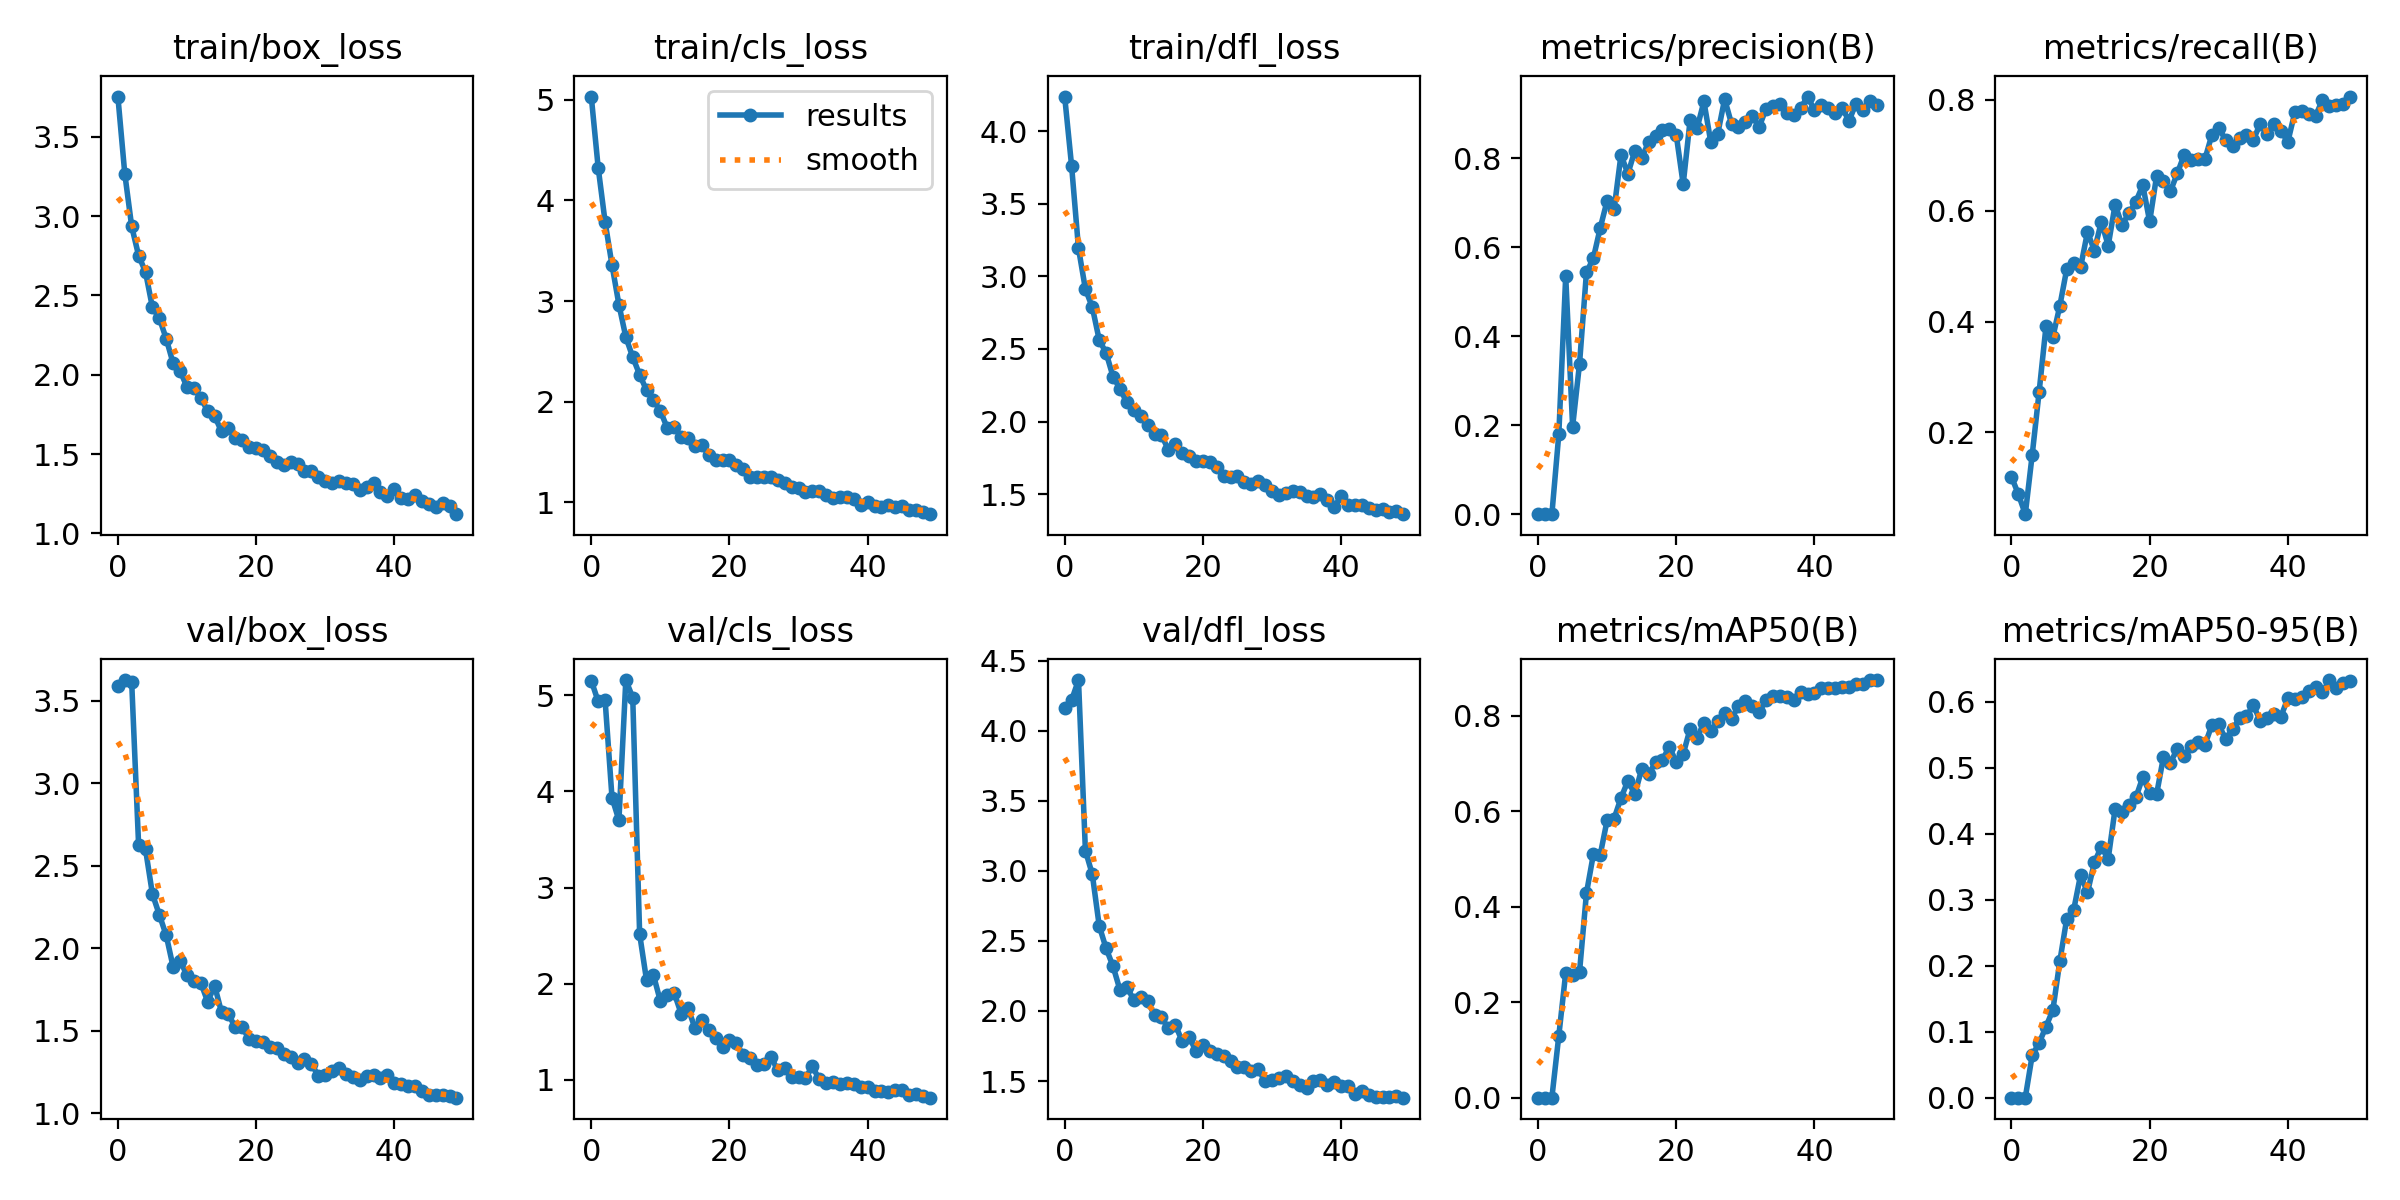 train/box_loss
train/cls_loss
train/dfl_loss
metrics/precision(B)
metrics/recall(B)
3.5
3.0
2.5
2.0
1.5
1.0
0 20 40
results
smooth
5
4
3
2
1
0 20 40
4.0
3.5
3.0
2.5
2.0
1.5
0 20 40
0.8
0.6
0.4
0.2
0.0
0 20 40
0.8
0.6
0.4
0.2
0 20 40
val/box_loss
val/cls_loss
val/dfl_loss
metrics/mAP50(B)
metrics/mAP50-95(B)
3.5
3.0
2.5
2.0
1.5
1.0
0 20 40
5
4
3
2
1
0 20 40
4.5
4.0
3.5
3.0
2.5
2.0
1.5
0 20 40
0.8
0.6
0.4
0.2
0.0
0 20 40
0.6
0.5
0.4
0.3
0.2
0.1
0.0
0 20 40